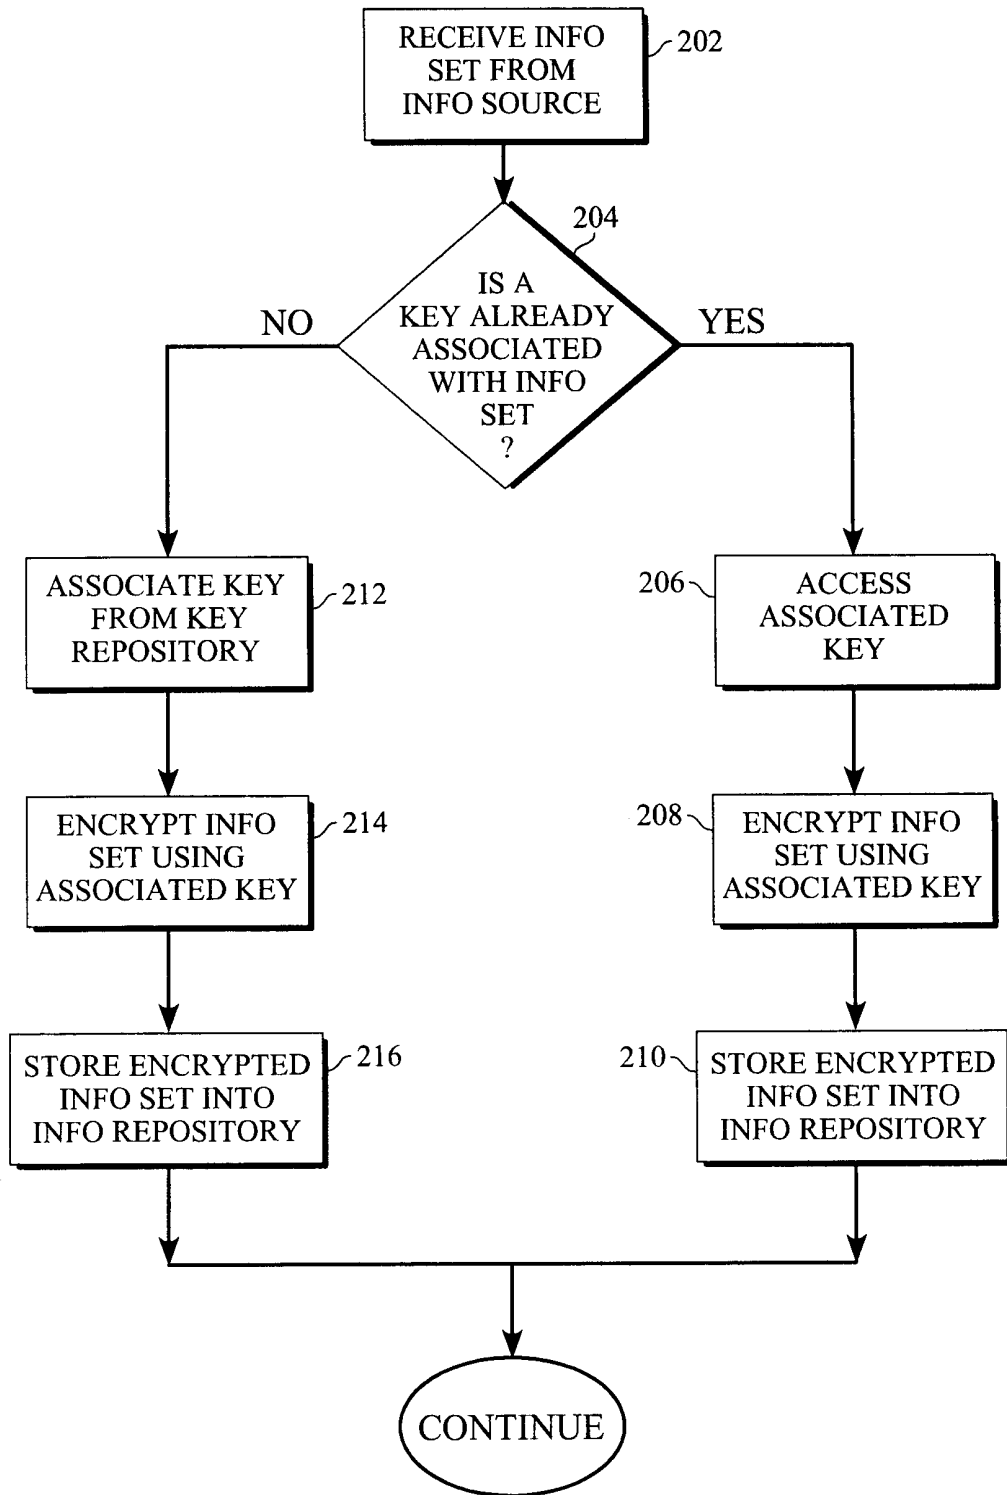 RECEIVE INFO
SET FROM
INFO SOURCE
202
204
IS A
KEY ALREADY
ASSOCIATED
WITH INFO
SET
?
NO
YES
ASSOCIATE KEY
FROM KEY
REPOSITORY
212
206
ACCESS
ASSOCIATED
KEY
ENCRYPT INFO
SET USING
ASSOCIATED KEY
214
208
ENCRYPT INFO
SET USING
ASSOCIATED KEY
STORE ENCRYPTED
INFO SET INTO
INFO REPOSITORY
216
210
STORE ENCRYPTED
INFO SET INTO
INFO REPOSITORY
CONTINUE